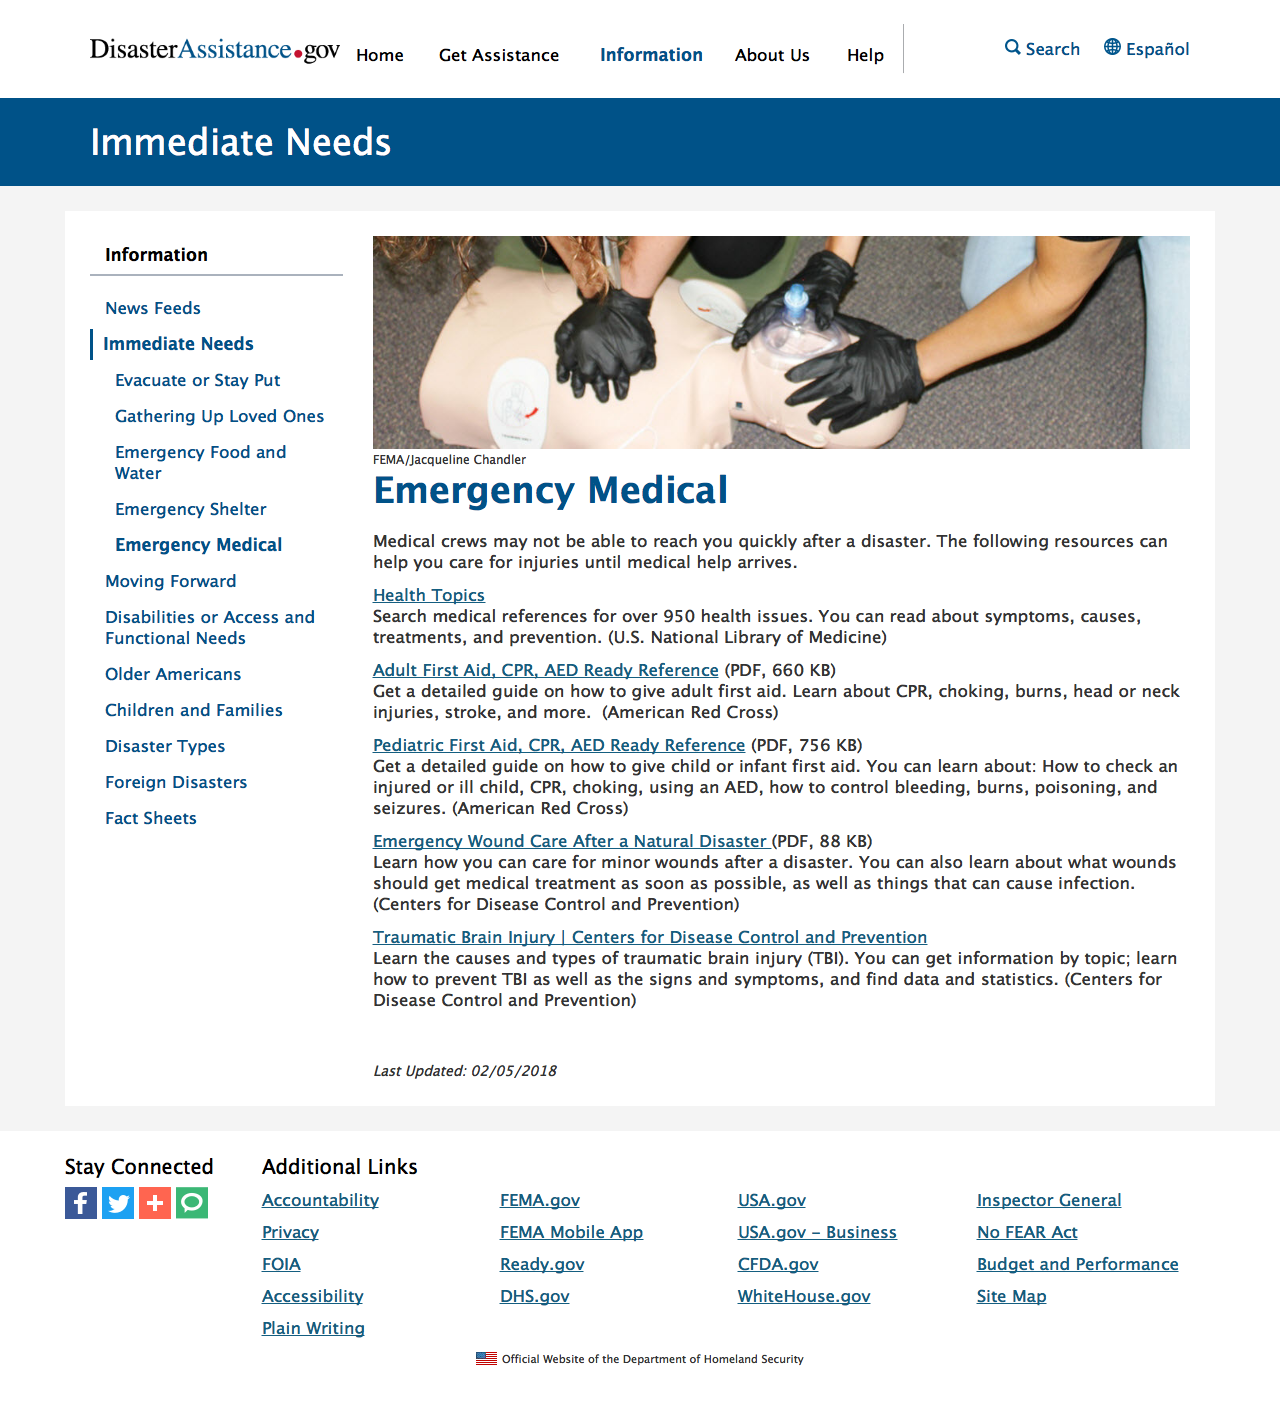 DisasterAssistance.gov
Home
Get Assistance
Information
About Us
Help
Search
Español
Immediate Needs
Information
News Feeds
Immediate Needs
Evacuate or Stay Put
Gathering Up Loved Ones
Emergency Food and
Water
Emergency Shelter
Emergency Medical
Moving Forward
Disabilities or Access and
Functional Needs
Older Americans
Children and Families
Disaster Types
Foreign Disasters
Fact Sheets
FEMA/Jacqueline Chandler
Emergency Medical
Medical crews may not be able to reach you quickly after a disaster. The following resources can
help you care for injuries until medical help arrives.
Health Topics
Search medical references for over 950 health issues. You can read about symptoms, causes,
treatments, and prevention. (U.S. National Library of Medicine)
Adult First Aid, CPR, AED Ready Reference (PDF, 660 KB)
Get a detailed guide on how to give adult first aid. Learn about CPR, choking, burns, head or neck
injuries, stroke, and more.  (American Red Cross)
Pediatric First Aid, CPR, AED Ready Reference (PDF, 756 KB)
Get a detailed guide on how to give child or infant first aid. You can learn about: How to check an
injured or ill child, CPR, choking, using an AED, how to control bleeding, burns, poisoning, and
seizures. (American Red Cross)
Emergency Wound Care After a Natural Disaster (PDF, 88 KB)
Learn how you can care for minor wounds after a disaster. You can also learn about what wounds
should get medical treatment as soon as possible, as well as things that can cause infection.
(Centers for Disease Control and Prevention)
Traumatic Brain Injury | Centers for Disease Control and Prevention
Learn the causes and types of traumatic brain injury (TBI). You can get information by topic; learn
how to prevent TBI as well as the signs and symptoms, and find data and statistics. (Centers for
Disease Control and Prevention)
Last Updated: 02/05/2018
Stay Connected
Additional Links
Accountability
Privacy
FOIA
Accessibility
Plain Writing
FEMA.gov
FEMA Mobile App
Ready.gov
DHS.gov
USA.gov
USA.gov – Business
CFDA.gov
WhiteHouse.gov
Inspector General
No FEAR Act
Budget and Performance
Site Map
Official Website of the Department of Homeland Security